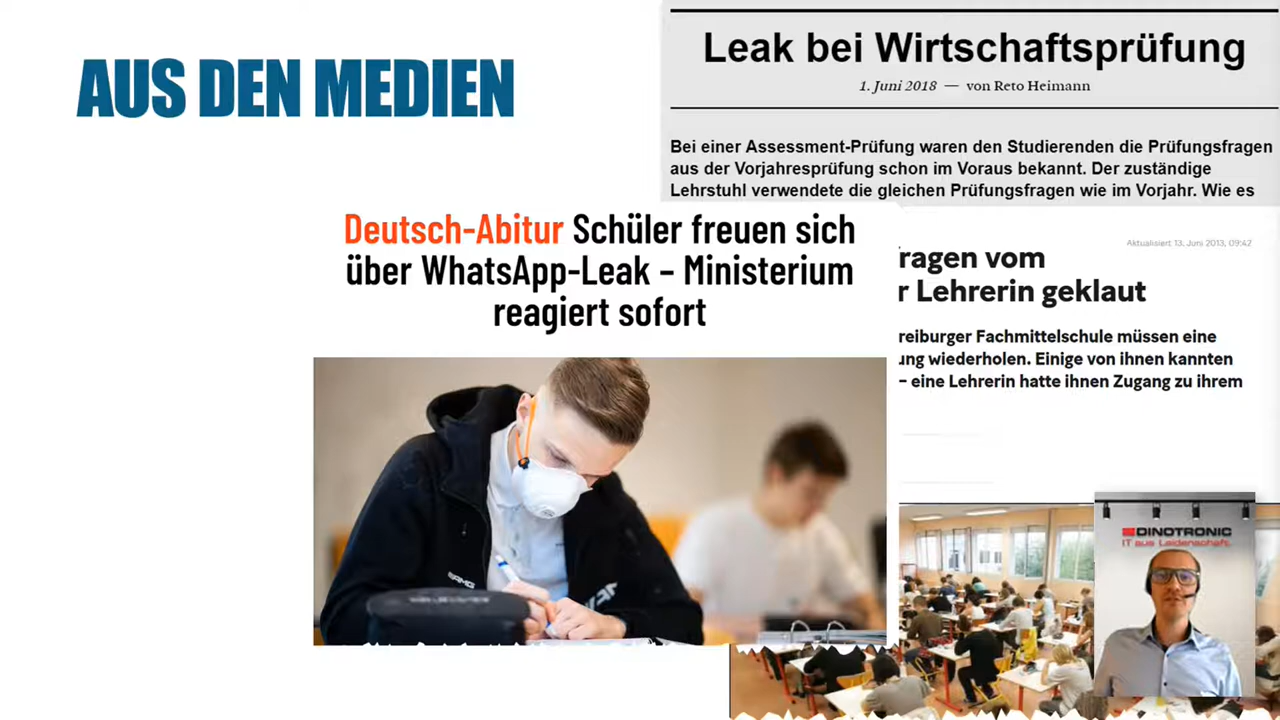 AUS DEN MEDIEN
Leak bei Wirtschaftsprüfung
1. Juni 2018 — von Reto Heimann
Bei einer Assessment-Prüfung waren den Studierenden die Prüfungsfragen
aus der Vorjahresprüfung schon im Voraus bekannt. Der zuständige
Lehrstuhl verwendete die gleichen Prüfungsfragen wie im Vorjahr. Wie es
Deutsch-Abitur Schüler freuen sich
über WhatsApp-Leak – Ministerium
reagiert sofort
Aktualisiert 13. Juni 2013, 09:42
ragen vom
r Lehrerin geklaut
reiburger Fachmittelschule müssen eine
ung wiederholen. Einige von ihnen kannten
– eine Lehrerin hatte ihnen Zugang zu ihrem
DINOTRONIC
IT aus Leidenschaft.